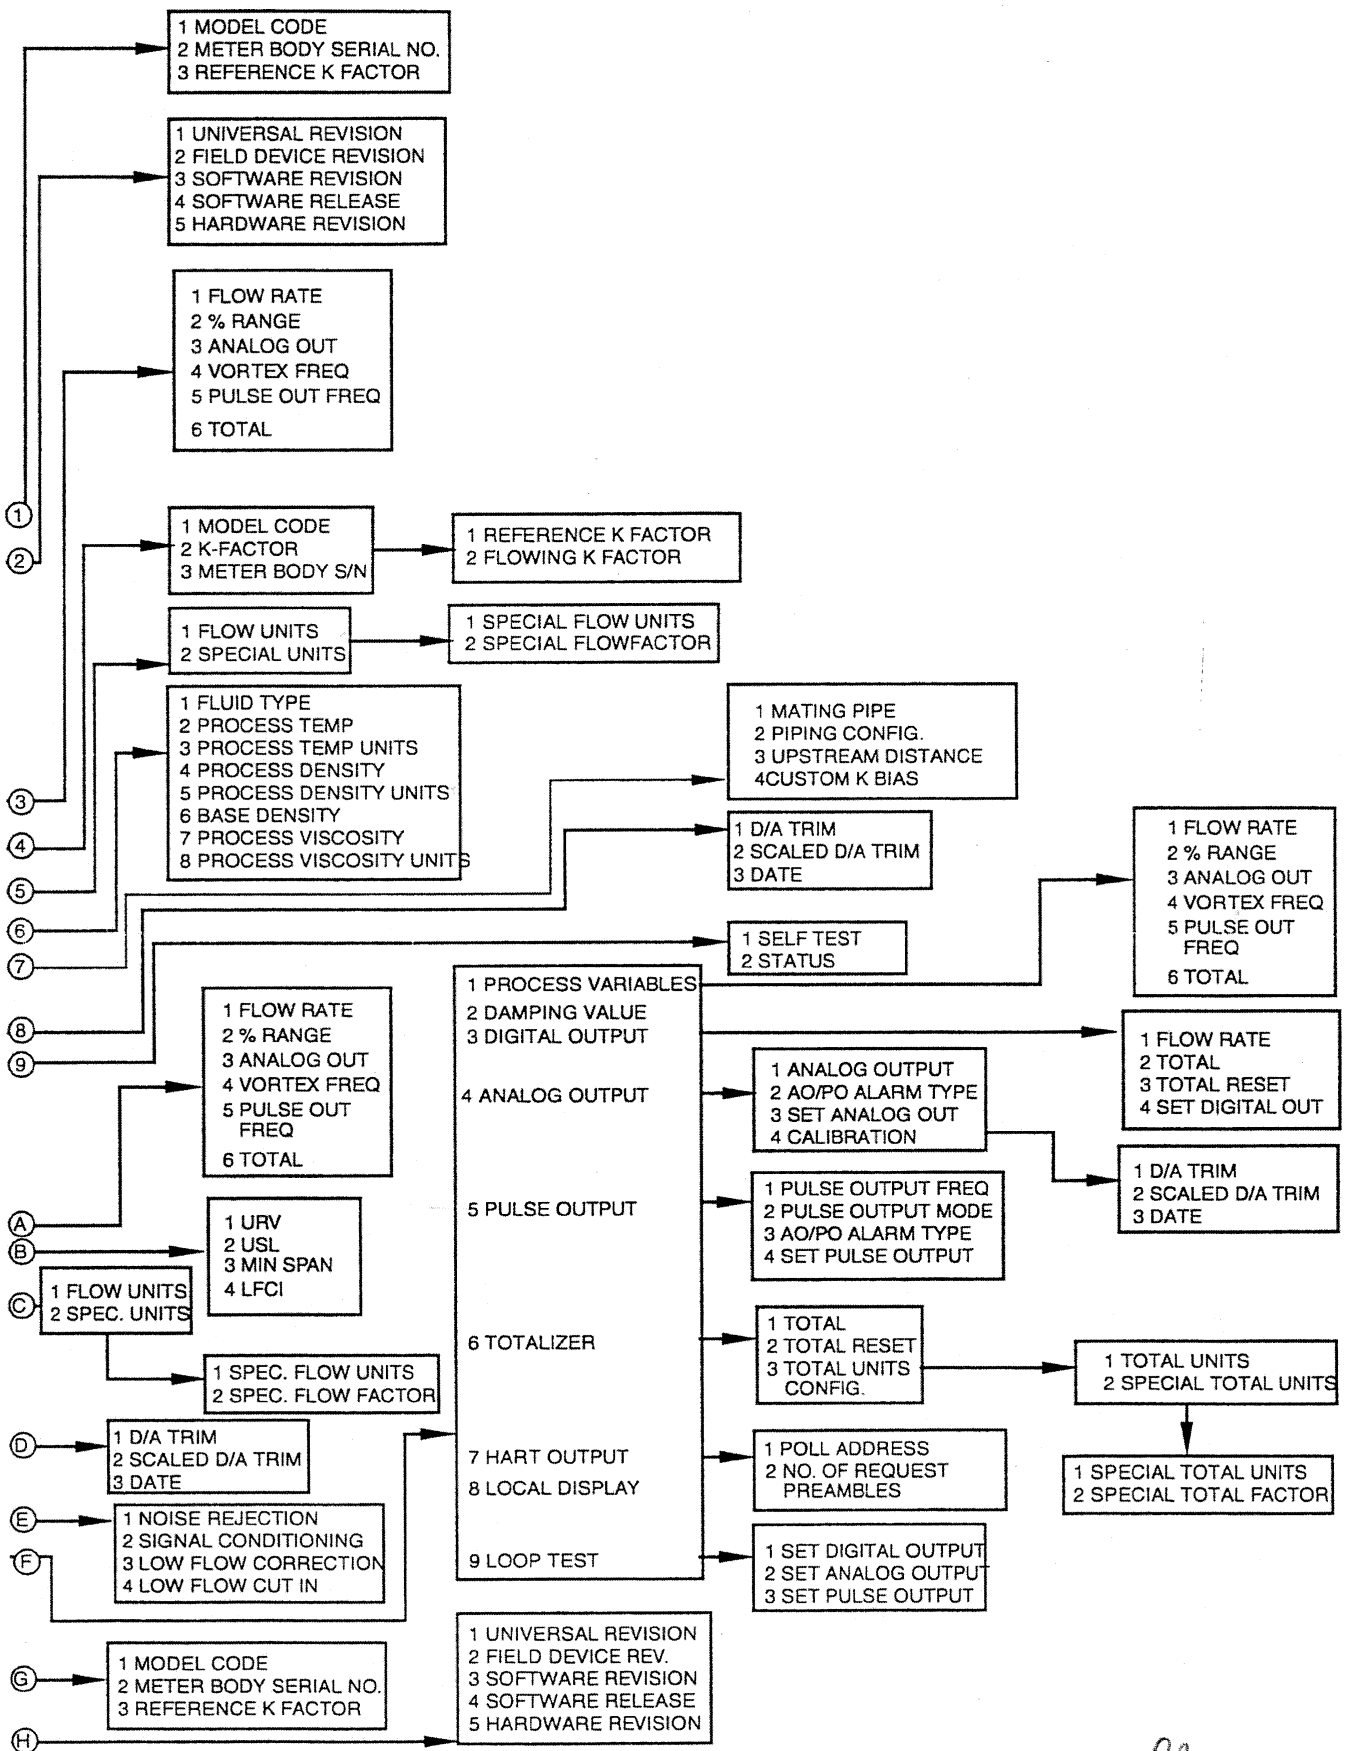 1 MODEL CODE
2 METER BODY SERIAL NO.
3 REFERENCE K FACTOR
1 UNIVERSAL REVISION
2 FIELD DEVICE REVISION
3 SOFTWARE REVISION
4 SOFTWARE RELEASE
5 HARDWARE REVISION
1 FLOW RATE
2 % RANGE
3 ANALOG OUT
4 VORTEX FREQ
5 PULSE OUT FREQ
6 TOTAL
1
2
1 MODEL CODE
2 K-FACTOR
3 METER BODY S/N
1 REFERENCE K FACTOR
2 FLOWING K FACTOR
1 FLOW UNITS
2 SPECIAL UNITS
1 SPECIAL FLOW UNITS
2 SPECIAL FLOWFACTOR
1 FLUID TYPE
2 PROCESS TEMP
3 PROCESS TEMP UNITS
4 PROCESS DENSITY
5 PROCESS DENSITY UNITS
6 BASE DENSITY
7 PROCESS VISCOSITY
8 PROCESS VISCOSITY UNITS
1 MATING PIPE
2 PIPING CONFIG.
3 UPSTREAM DISTANCE
4CUSTOM K BIAS
3
4
5
6
7
8
9
1 D/A TRIM
2 SCALED D/A TRIM
3 DATE
1 FLOW RATE
2 % RANGE
3 ANALOG OUT
4 VORTEX FREQ
5 PULSE OUT
FREQ
6 TOTAL
1 SELF TEST
2 STATUS
1 FLOW RATE
2 % RANGE
3 ANALOG OUT
4 VORTEX FREQ
5 PULSE OUT
FREQ
6 TOTAL
1 PROCESS VARIABLES
2 DAMPING VALUE
3 DIGITAL OUTPUT
4 ANALOG OUTPUT
5 PULSE OUTPUT
6 TOTALIZER
7 HART OUTPUT
8 LOCAL DISPLAY
9 LOOP TEST
1 FLOW RATE
2 TOTAL
3 TOTAL RESET
4 SET DIGITAL OUT
1 ANALOG OUTPUT
2 AO/PO ALARM TYPE
3 SET ANALOG OUT
4 CALIBRATION
1 D/A TRIM
2 SCALED D/A TRIM
3 DATE
1 PULSE OUTPUT FREQ
2 PULSE OUTPUT MODE
3 AO/PO ALARM TYPE
4 SET PULSE OUTPUT
A
B
1 URV
2 USL
3 MIN SPAN
4 LFCI
C
1 FLOW UNITS
2 SPEC. UNITS
1 SPEC. FLOW UNITS
2 SPEC. FLOW FACTOR
1 TOTAL
2 TOTAL RESET
3 TOTAL UNITS
CONFIG.
1 TOTAL UNITS
2 SPECIAL TOTAL UNITS
1 SPECIAL TOTAL UNITS
2 SPECIAL TOTAL FACTOR
D
1 D/A TRIM
2 SCALED D/A TRIM
3 DATE
1 POLL ADDRESS
2 NO. OF REQUEST
PREAMBLES
E
1 NOISE REJECTION
2 SIGNAL CONDITIONING
3 LOW FLOW CORRECTION
4 LOW FLOW CUT IN
F
1 SET DIGITAL OUTPUT
2 SET ANALOG OUTPUT
3 SET PULSE OUTPUT
G
1 MODEL CODE
2 METER BODY SERIAL NO.
3 REFERENCE K FACTOR
H
1 UNIVERSAL REVISION
2 FIELD DEVICE REV.
3 SOFTWARE REVISION
4 SOFTWARE RELEASE
5 HARDWARE REVISION